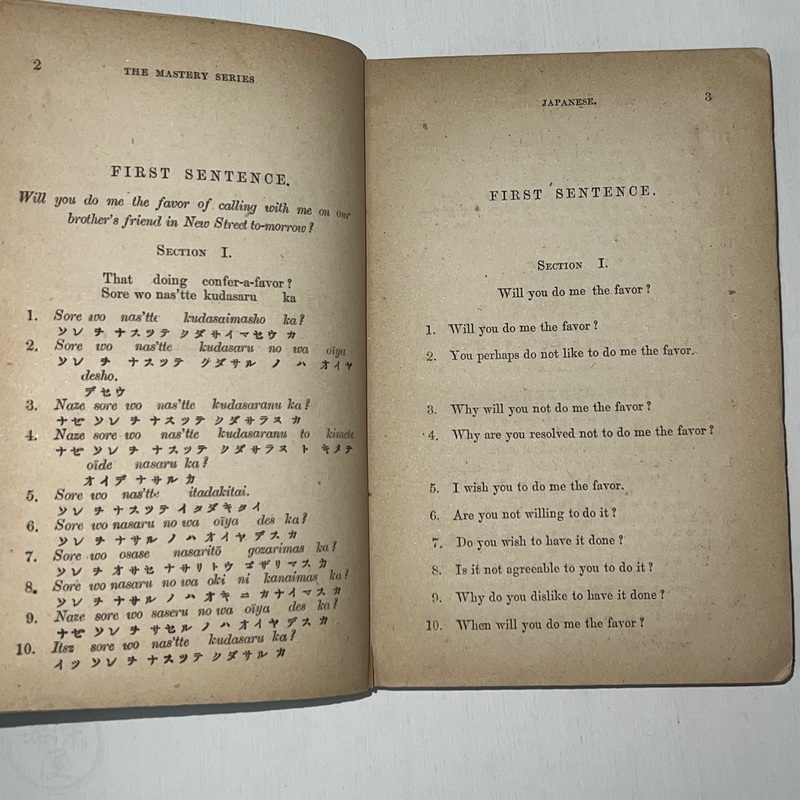 2
THE MASTERY SERIES
FIRST SENTENCE.
Will you do me the favor of calling with me on our
brother's friend in New Street to-morrow?
Section I.
That doing confer-a-favor?
Sore wo nas'tte kudasaru ka
1. Sore wo nas'tte kudasaimasho ka?
ソレ ヲ ナスツテ クダサイマセウ カ
2. Sore wo nas'tte kudasaru no wa oïya
ソレ ヲ ナスツテ クダサル ノ ハ オイヤ
desho.
デセウ
3. Naze sore wo nas'tte kudasaranu ka?
ナゼ ソレ ヲ ナスツテ クダサラヌ カ
4. Naze sore wo nas'tte kudasaranu to kimete
ナゼ ソレ ヲ ナスツテ クダサラヌ ト キメテ
oïde nasaru ka?
オイデ ナサル カ
5. Sore wo nas'tte itadakitai.
ソレ ヲ ナスツテ イタダキタイ
6. Sore wo nasaru no wa oïya des ka?
ソレ ヲ ナサル ノ ハ オイヤ デス カ
7. Sore wo osase nasaritō gozarimas ka?
ソレ ヲ オサセ ナサリトウ ゴザリマス カ
8. Sore wo nasaru no wa oki ni kanaimas ka?
ソレ ヲ ナサル ノ ハ オキ ニ カナイマス カ
9. Naze sore wo saseru no wa oïya des ka?
ナゼ ソレ ヲ サセル ノ ハ オイヤ デス カ
10. Itsz sore wo nas'tte kudasaru ka?
イツ ソレ ヲ ナスツテ クダサル カ
JAPANESE.
3
FIRST SENTENCE.
Section I.
Will you do me the favor?
1. Will you do me the favor?
2. You perhaps do not like to do me the favor.
3. Why will you not do me the favor?
4. Why are you resolved not to do me the favor?
5. I wish you to do me the favor.
6. Are you not willing to do it?
7. Do you wish to have it done?
8. Is it not agreeable to you to do it?
9. Why do you dislike to have it done?
10. When will you do me the favor?